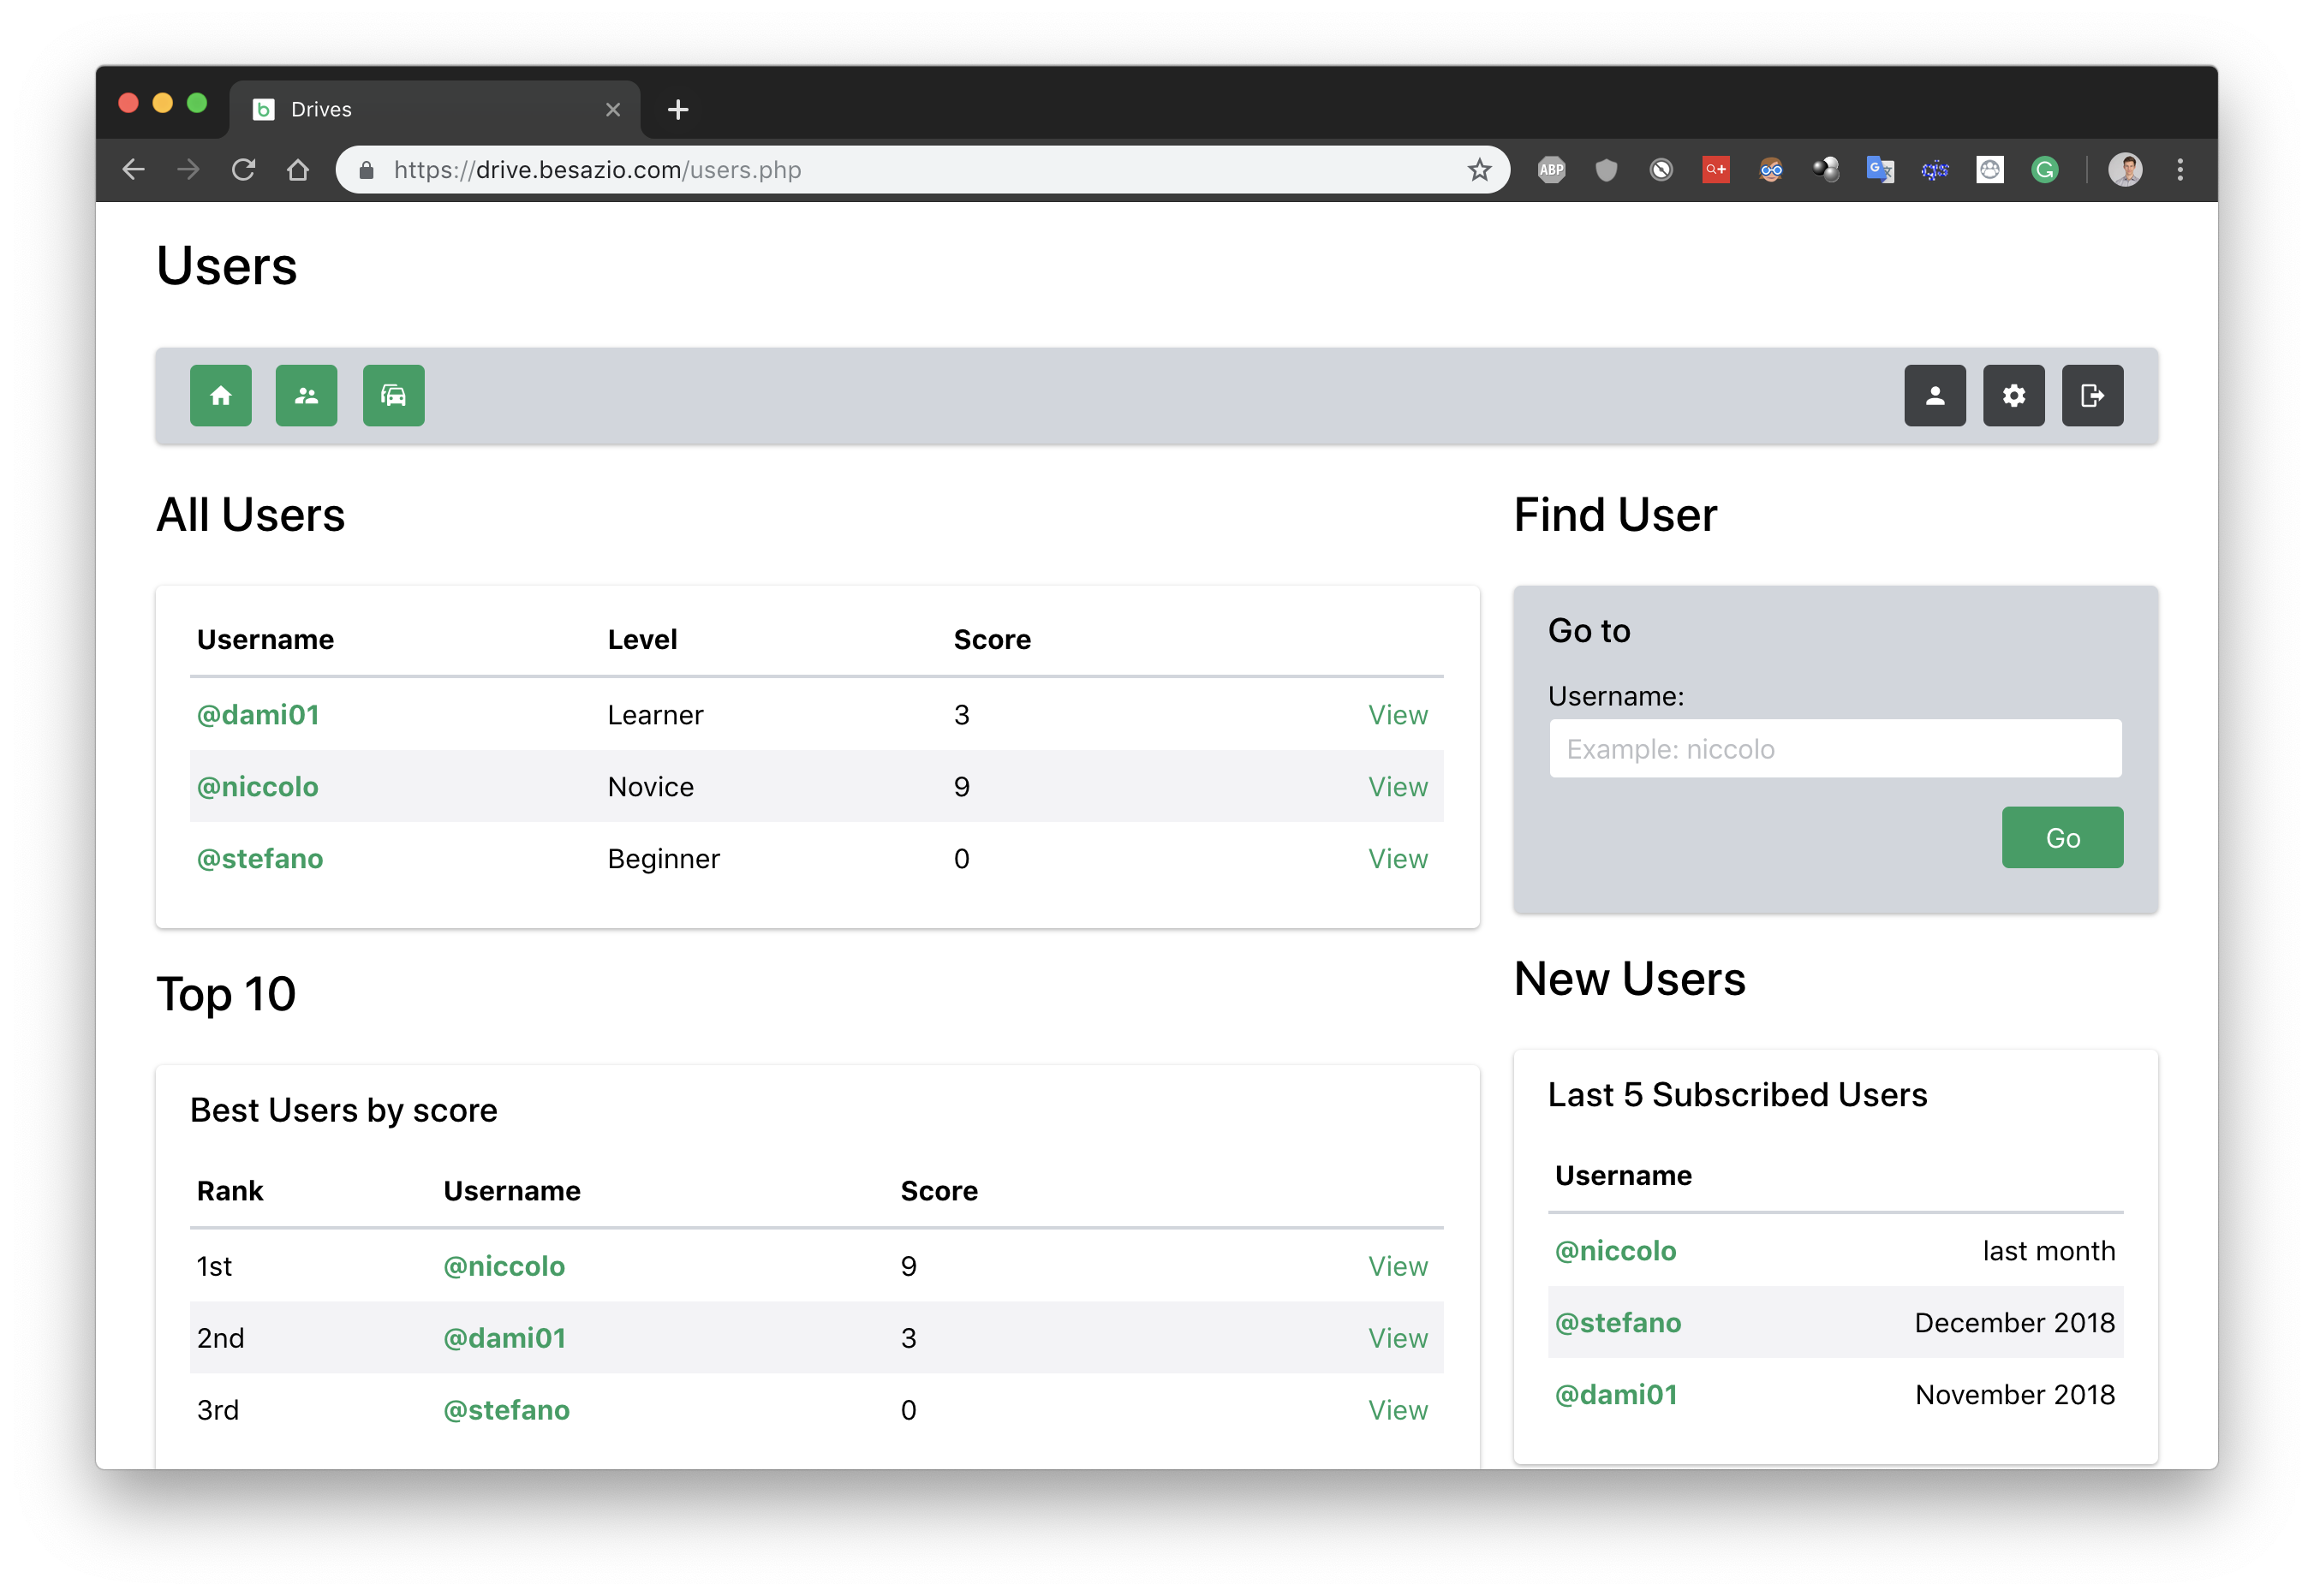 Drives
https://drive.besazio.com/users.php
ABP
Users
All Users
Username Level Score
@dami01 Learner 3 View
@niccolo Novice 9 View
@stefano Beginner 0 View
Find User
Go to
Username:
Example: niccolo
Go
Top 10
Best Users by score
Rank Username Score
1st @niccolo 9 View
2nd @dami01 3 View
3rd @stefano 0 View
New Users
Last 5 Subscribed Users
Username
@niccolo last month
@stefano December 2018
@dami01 November 2018